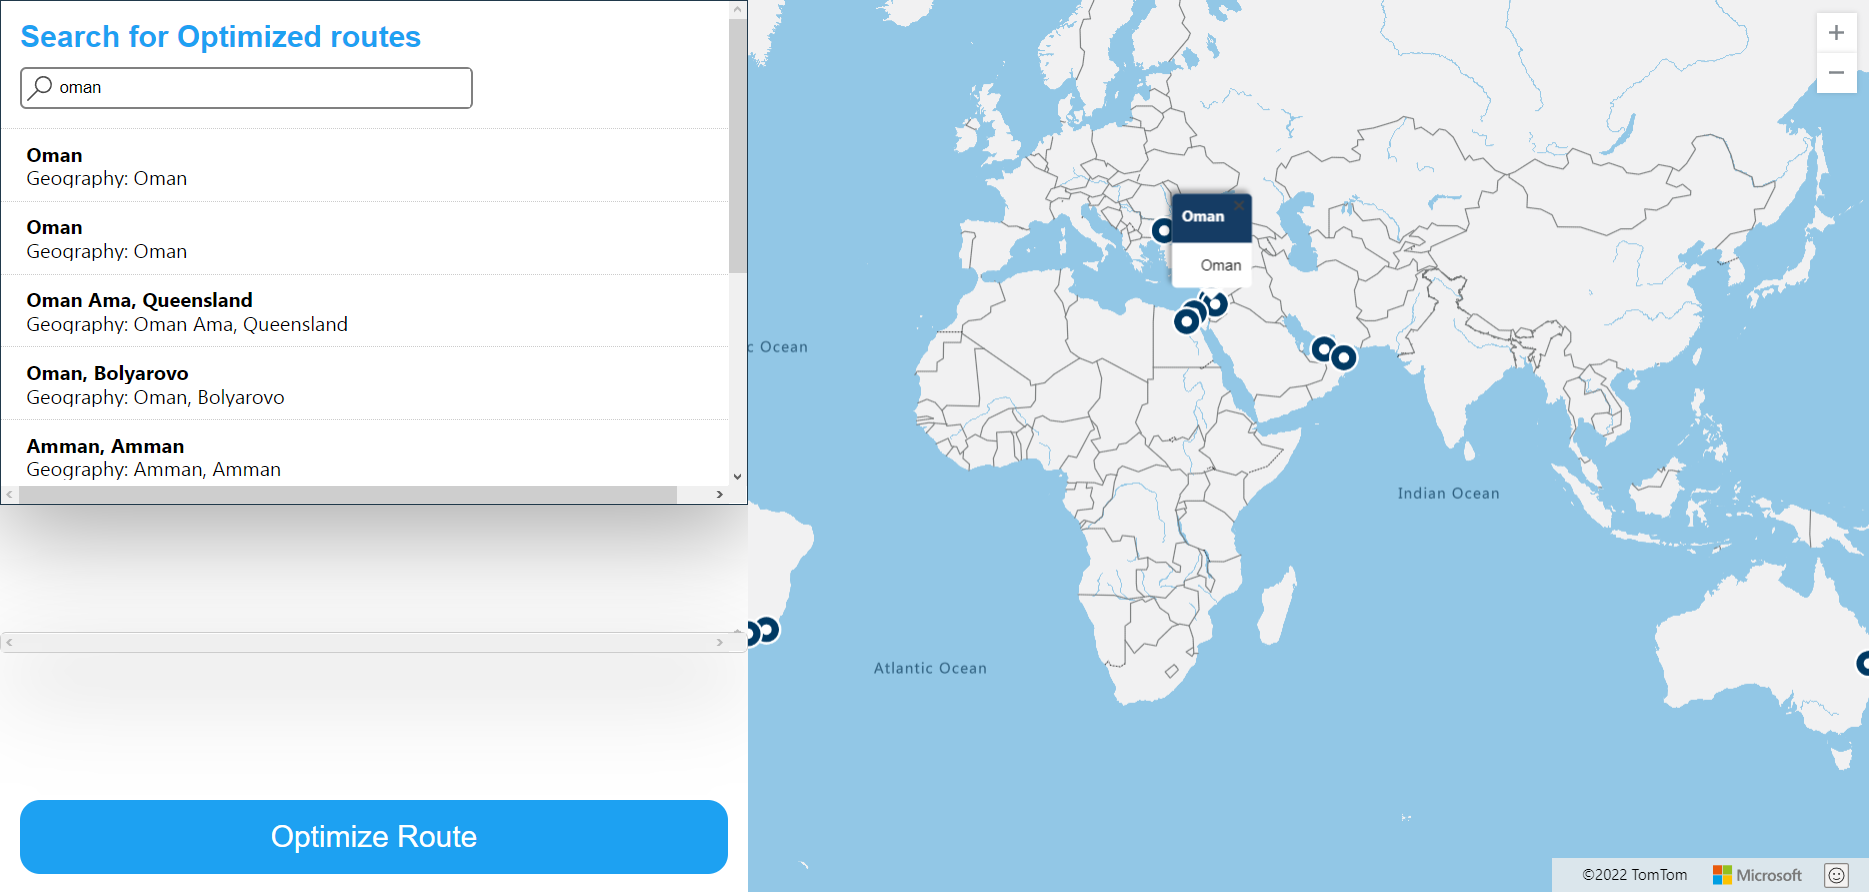 Search for Optimized routes
oman
Oman
Geography: Oman
Oman
Geography: Oman
Oman Ama, Queensland
Geography: Oman Ama, Queensland
Oman, Bolyarovo
Geography: Oman, Bolyarovo
Amman, Amman
Geography: Amman, Amman
Optimize Route
Oman
Oman
c Ocean
Indian Ocean
Atlantic Ocean
©2022 TomTom
Microsoft